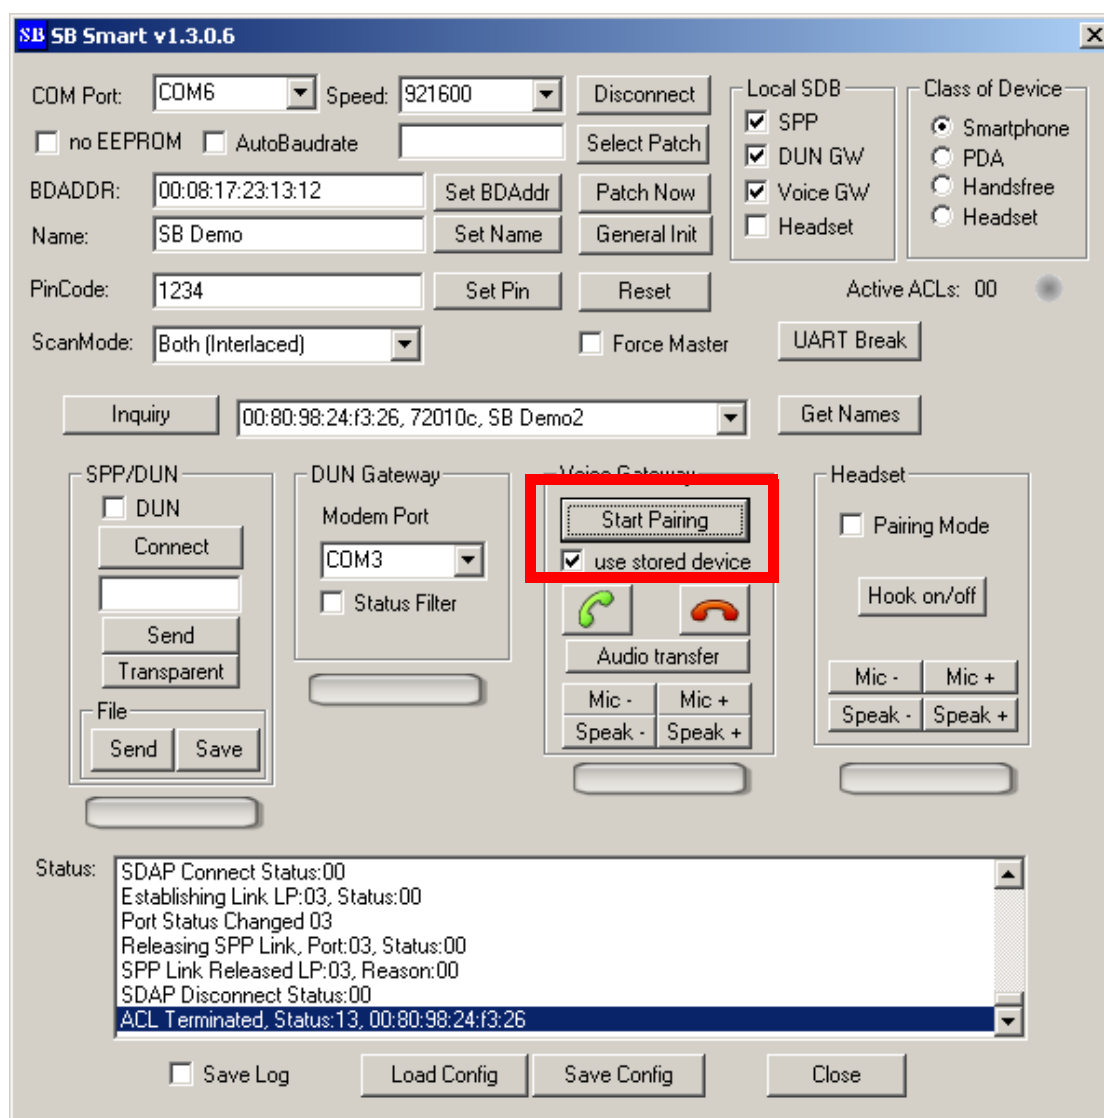 SB SB Smart v1.3.0.6
COM Port: COM6 Speed: 921600 Disconnect
Local SDB Class of Device
no EEPROM AutoBaudrate Select Patch
SPP Smartphone
DUN GW PDA
BDADDR: 00:08:17:23:13:12 Set BDAddr Patch Now
Voice GW Handsfree
Name: SB Demo Set Name General Init
Headset Headset
PinCode: 1234 Set Pin Reset Active ACLs: 00
ScanMode: Both (Interlaced) Force Master UART Break
Inquiry 00:80:98:24:f3:26, 72010c, SB Demo2 Get Names
SPP/DUN
DUN
Connect
Send
Transparent
File
Send Save
DUN Gateway
Modem Port
COM3
Status Filter
Voice Gateway
Start Pairing
use stored device
Audio transfer
Mic - Mic +
Speak - Speak +
Headset
Pairing Mode
Hook on/off
Mic - Mic +
Speak - Speak +
Status: SDAP Connect Status:00
Establishing Link LP:03, Status:00
Port Status Changed 03
Releasing SPP Link, Port:03, Status:00
SPP Link Released LP:03, Reason:00
SDAP Disconnect Status:00
ACL Terminated, Status:13, 00:80:98:24:f3:26
Save Log Load Config Save Config Close